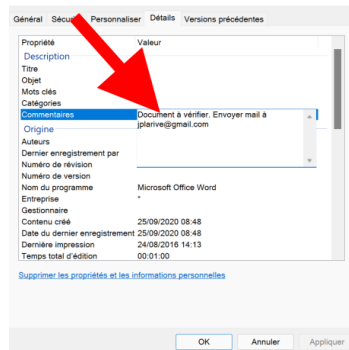 Général Sécu Personnaliser Détails Versions précédentes
Propriété Valeur
Description
Titre
Objet
Mots clés
Catégories
Commentaires Document à vérifier. Envoyer mail à
jplarive@gmail.com
Origine
Auteurs
Dernier enregistrement par
Numéro de révision
Numéro de version
Nom du programme Microsoft Office Word
Entreprise *
Gestionnaire
Contenu créé 25/09/2020 08:48
Date du dernier enregistrement 25/09/2020 08:48
Dernière impression 24/08/2016 14:13
Temps total d'édition 00:01:00
Supprimer les propriétés et les informations personnelles
OK Annuler Appliquer